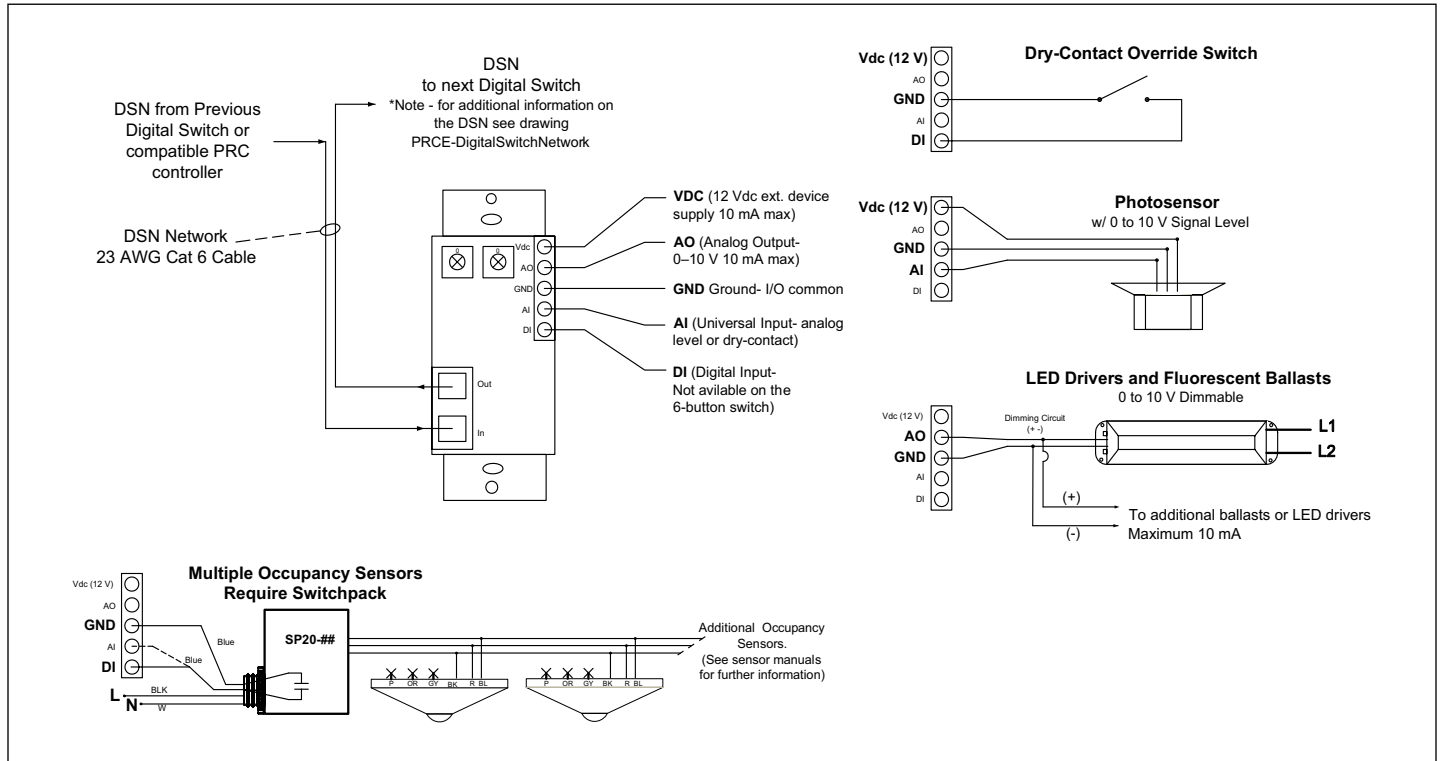 DSN
to next Digital Switch
*Note - for additional information on
the DSN see drawing
PRCE-DigitalSwitchNetwork
DSN from Previous
Digital Switch or
compatible PRC
controller
DSN Network
23 AWG Cat 6 Cable
0
0
Vdc
AO
GND
AI
DI
Out
In
VDC (12 Vdc ext. device
supply 10 mA max)
AO (Analog Output-
0–10 V 10 mA max)
GND Ground- I/O common
AI (Universal Input- analog
level or dry-contact)
DI (Digital Input-
Not avilable on the
6-button switch)
Dry-Contact Override Switch
Vdc (12 V)
AO
GND
AI
DI
Photosensor
w/ 0 to 10 V Signal Level
Vdc (12 V)
AO
GND
AI
DI
LED Drivers and Fluorescent Ballasts
0 to 10 V Dimmable
Vdc (12 V)
AO
GND
AI
DI
Dimming Circuit
(+ -)
L1
L2
(+)
(-)
To additional ballasts or LED drivers
Maximum 10 mA
Multiple Occupancy Sensors
Require Switchpack
Vdc (12 V)
AO
GND
AI
DI
Blue
Blue
L
BLK
N
W
SP20-##
P OR GY BK R BL
P OR GY BK R BL
Additional Occupancy
Sensors.
(See sensor manuals
for further information)